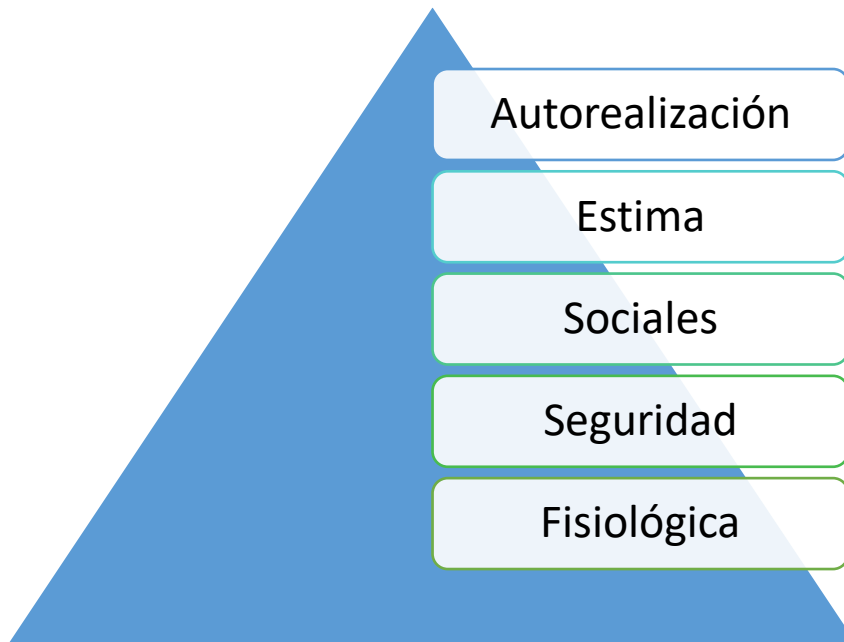 Autorealización
Estima
Sociales
Seguridad
Fisiológica